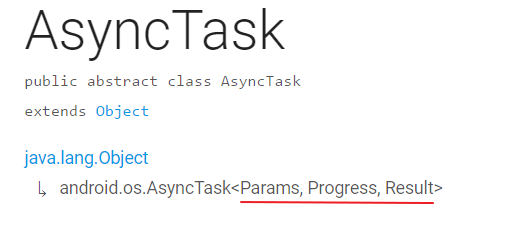 AsyncTask
public abstract class AsyncTask
extends Object
java.lang.Object
↳ android.os.AsyncTask<Params, Progress, Result>